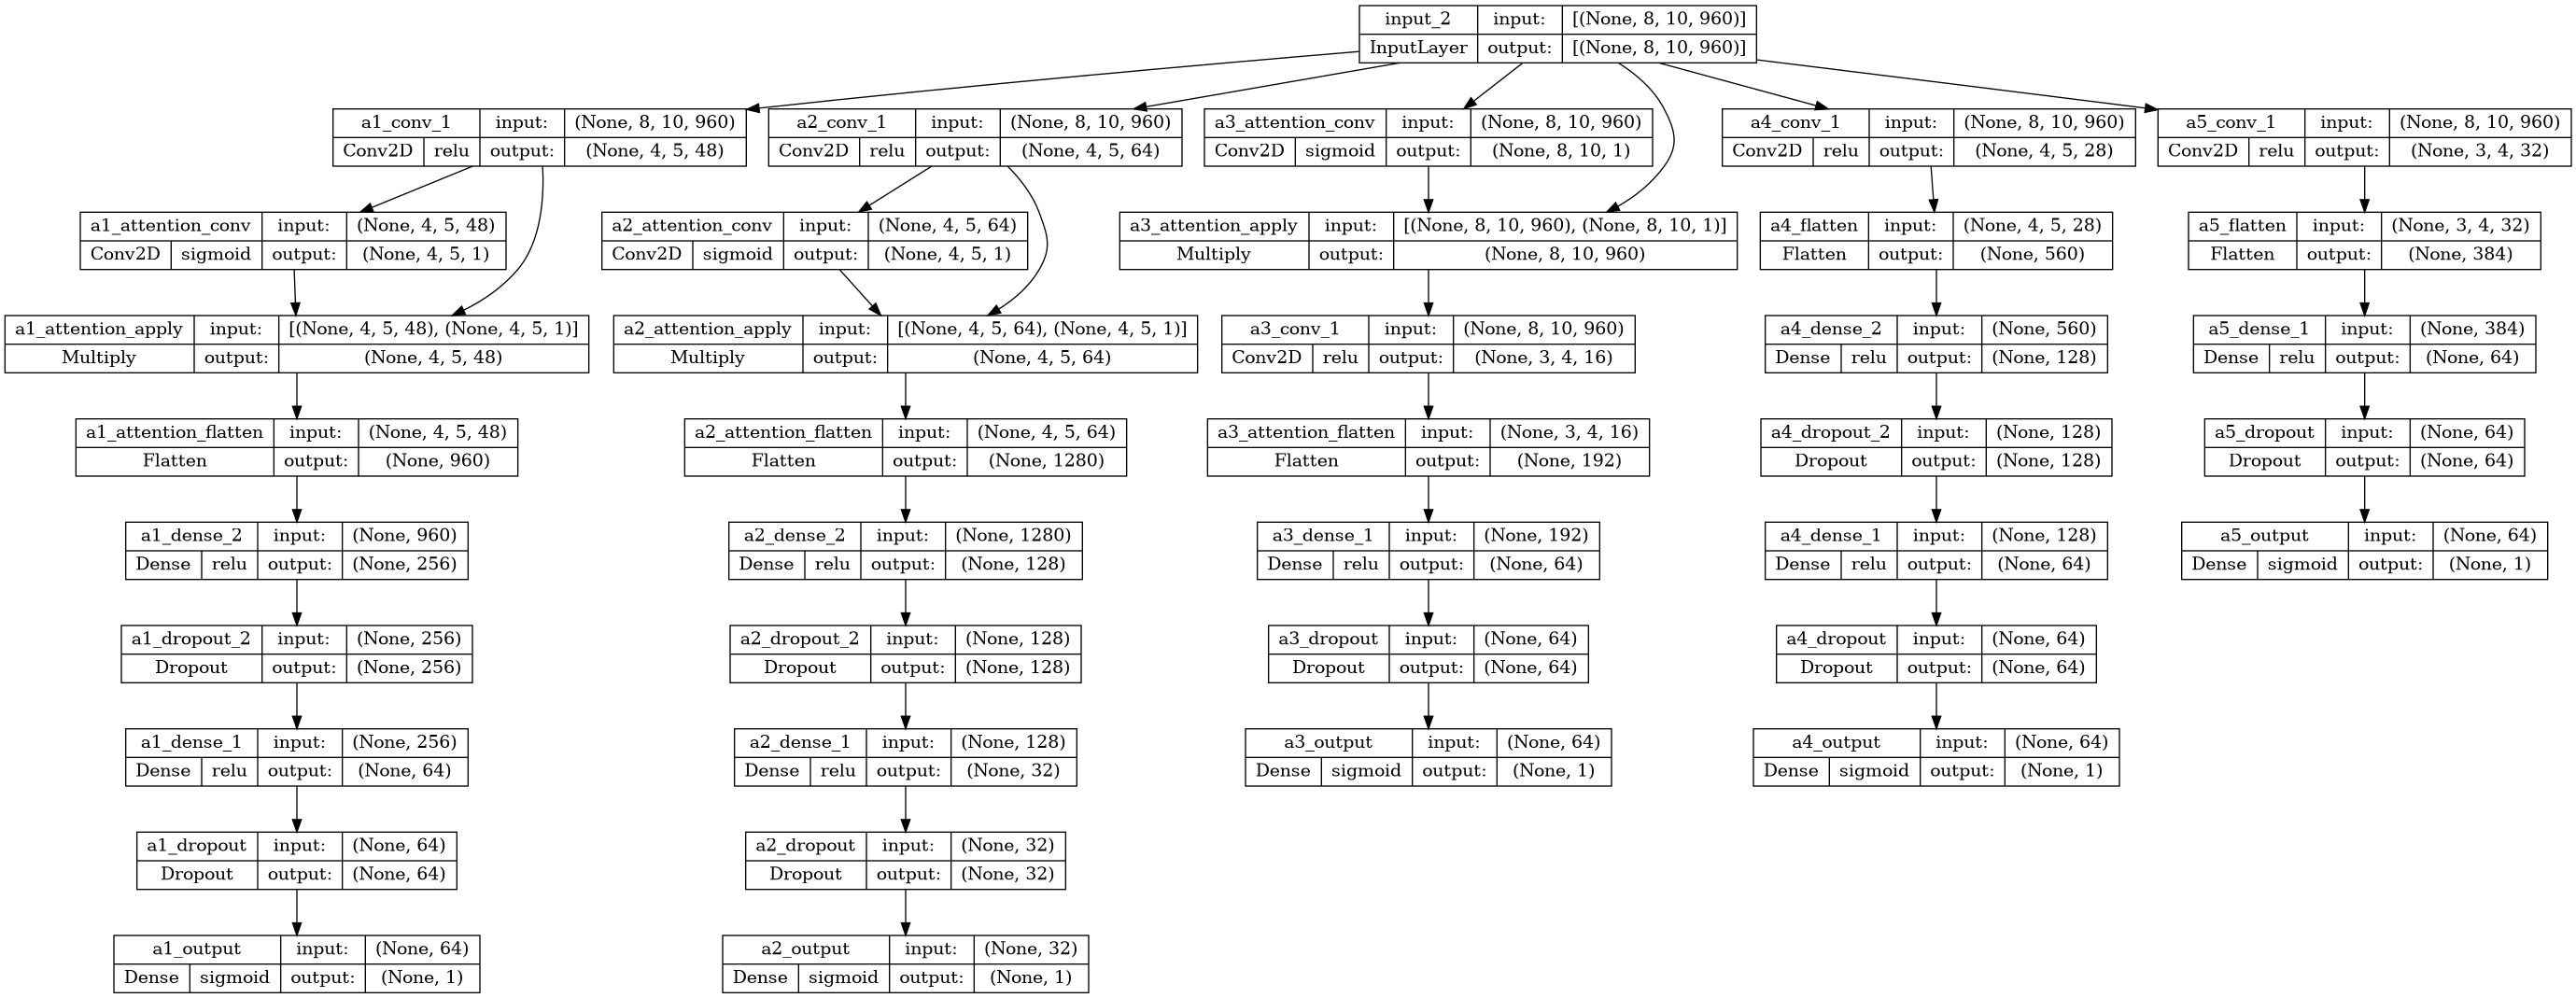 input_2 input: [(None, 8, 10, 960)]
InputLayer output: [(None, 8, 10, 960)]
a1_conv_1 input: (None, 8, 10, 960)
Conv2D relu output: (None, 4, 5, 48)
a2_conv_1 input: (None, 8, 10, 960)
Conv2D relu output: (None, 4, 5, 64)
a3_attention_conv input: (None, 8, 10, 960)
Conv2D sigmoid output: (None, 8, 10, 1)
a4_conv_1 input: (None, 8, 10, 960)
Conv2D relu output: (None, 4, 5, 28)
a5_conv_1 input: (None, 8, 10, 960)
Conv2D relu output: (None, 3, 4, 32)
a1_attention_conv input: (None, 4, 5, 48)
Conv2D sigmoid output: (None, 4, 5, 1)
a2_attention_conv input: (None, 4, 5, 64)
Conv2D sigmoid output: (None, 4, 5, 1)
a3_attention_apply input: [(None, 8, 10, 960), (None, 8, 10, 1)]
Multiply output: (None, 8, 10, 960)
a4_flatten input: (None, 4, 5, 28)
Flatten output: (None, 560)
a5_flatten input: (None, 3, 4, 32)
Flatten output: (None, 384)
a1_attention_apply input: [(None, 4, 5, 48), (None, 4, 5, 1)]
Multiply output: (None, 4, 5, 48)
a2_attention_apply input: [(None, 4, 5, 64), (None, 4, 5, 1)]
Multiply output: (None, 4, 5, 64)
a3_conv_1 input: (None, 8, 10, 960)
Conv2D relu output: (None, 3, 4, 16)
a4_dense_2 input: (None, 560)
Dense relu output: (None, 128)
a5_dense_1 input: (None, 384)
Dense relu output: (None, 64)
a1_attention_flatten input: (None, 4, 5, 48)
Flatten output: (None, 960)
a2_attention_flatten input: (None, 4, 5, 64)
Flatten output: (None, 1280)
a3_attention_flatten input: (None, 3, 4, 16)
Flatten output: (None, 192)
a4_dropout_2 input: (None, 128)
Dropout output: (None, 128)
a5_dropout input: (None, 64)
Dropout output: (None, 64)
a1_dense_2 input: (None, 960)
Dense relu output: (None, 256)
a2_dense_2 input: (None, 1280)
Dense relu output: (None, 128)
a3_dense_1 input: (None, 192)
Dense relu output: (None, 64)
a4_dense_1 input: (None, 128)
Dense relu output: (None, 64)
a5_output input: (None, 64)
Dense sigmoid output: (None, 1)
a1_dropout_2 input: (None, 256)
Dropout output: (None, 256)
a2_dropout_2 input: (None, 128)
Dropout output: (None, 128)
a3_dropout input: (None, 64)
Dropout output: (None, 64)
a4_dropout input: (None, 64)
Dropout output: (None, 64)
a1_dense_1 input: (None, 256)
Dense relu output: (None, 64)
a2_dense_1 input: (None, 128)
Dense relu output: (None, 32)
a3_output input: (None, 64)
Dense sigmoid output: (None, 1)
a4_output input: (None, 64)
Dense sigmoid output: (None, 1)
a1_dropout input: (None, 64)
Dropout output: (None, 64)
a2_dropout input: (None, 32)
Dropout output: (None, 32)
a1_output input: (None, 64)
Dense sigmoid output: (None, 1)
a2_output input: (None, 32)
Dense sigmoid output: (None, 1)